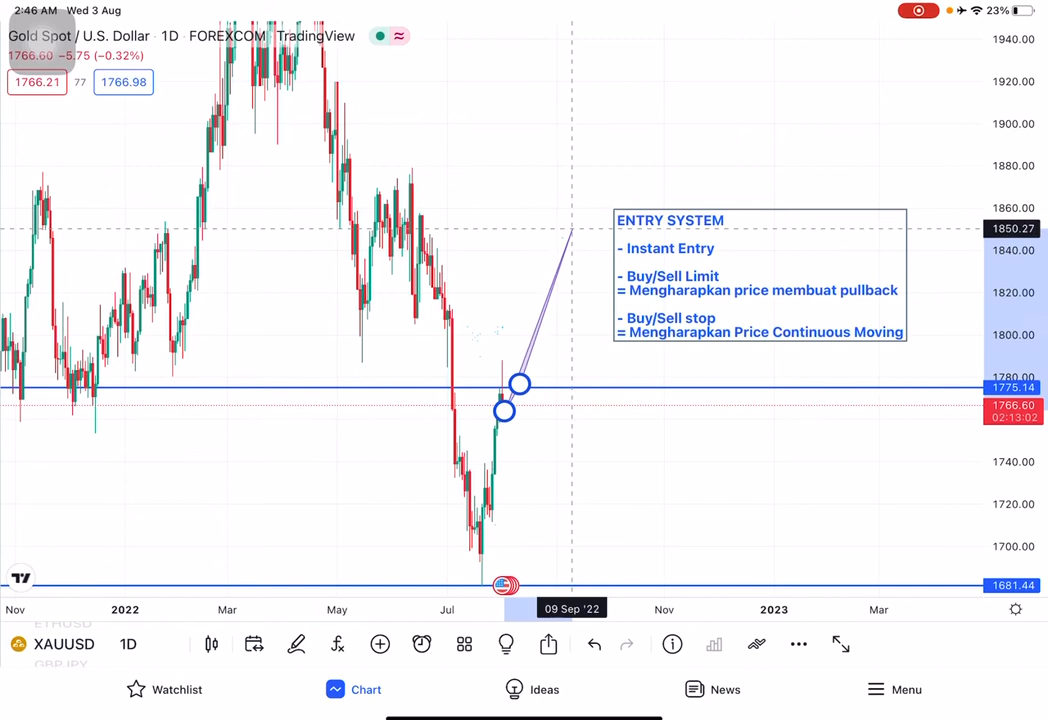 2:46 AM Wed 3 Aug
23%
Gold Spot / U.S. Dollar · 1D · FOREXCOM TradingView
1766.60 −5.75 (−0.32%)
1766.21 77 1766.98
ENTRY SYSTEM
- Instant Entry
- Buy/Sell Limit
= Mengharapkan price membuat pullback
- Buy/Sell stop
= Mengharapkan Price Continuous Moving
1940.00
1920.00
1900.00
1880.00
1860.00
1850.27
1840.00
1820.00
1800.00
1780.00
1775.14
1766.60
02:13:02
1740.00
1720.00
1700.00
1681.44
Nov 2022 Mar May Jul 09 Sep '22 Nov 2023 Mar
ETHUSD
XAUUSD 1D
GBPJPY
Watchlist Chart Ideas News Menu